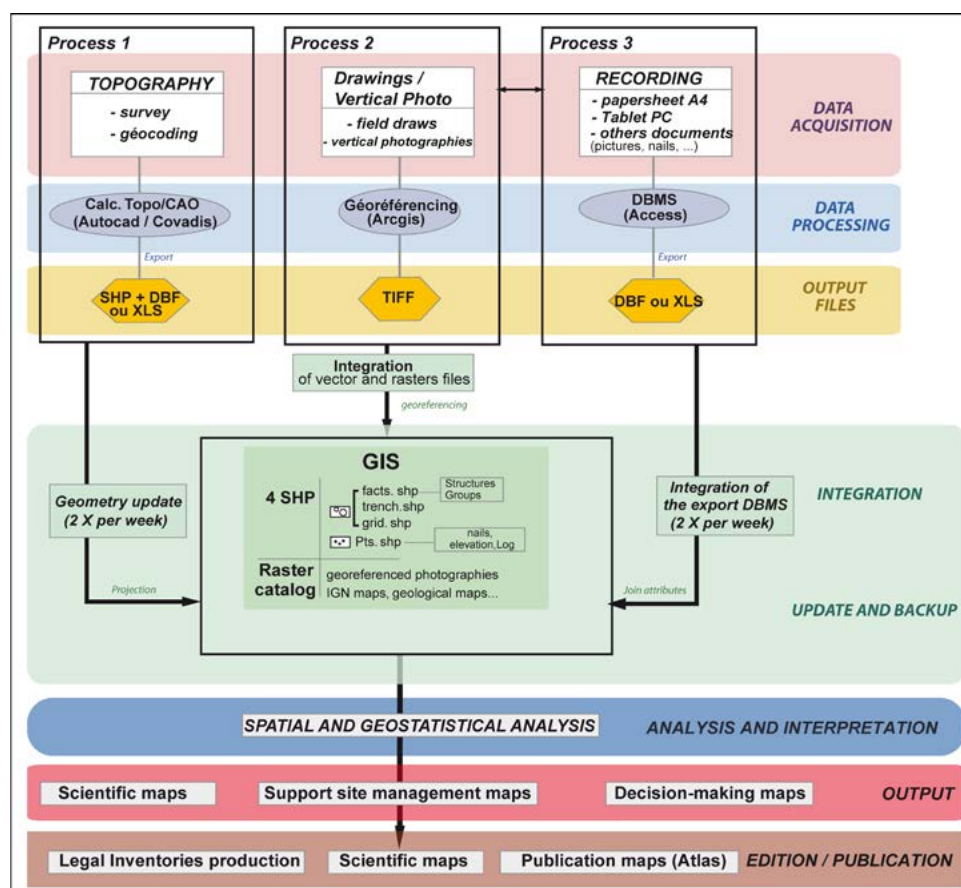 Process 1
Process 2
Process 3
TOPOGRAPHY
- survey
- géocoding
Drawings /
Vertical Photo
- field draws
- vertical photographies
RECORDING
- papersheet A4
- Tablet PC
- others documents
(pictures, nails, ...)
DATA
ACQUISITION
Calc. Topo/CAO
(Autocad / Covadis)
Géoréférencing
(Arcgis)
DBMS
(Access)
DATA
PROCESSING
Export
Export
SHP + DBF
ou XLS
TIFF
DBF ou XLS
OUTPUT
FILES
Integration
of vector and rasters files
georeferencing
GIS
4 SHP
facts. shp
trench.shp
grid. shp
Structures
Groups
Pts. shp
nails,
elevation,Log
Raster
catalog
georeferenced photographies
IGN maps, geological maps...
Geometry update
(2 X per week)
Projection
Integration of
the export DBMS
(2 X per week)
Join attributes
INTEGRATION
UPDATE AND BACKUP
SPATIAL AND GEOSTATISTICAL ANALYSIS
ANALYSIS AND INTERPRETATION
Scientific maps
Support site management maps
Decision-making maps
OUTPUT
Legal Inventories production
Scientific maps
Publication maps (Atlas)
EDITION / PUBLICATION